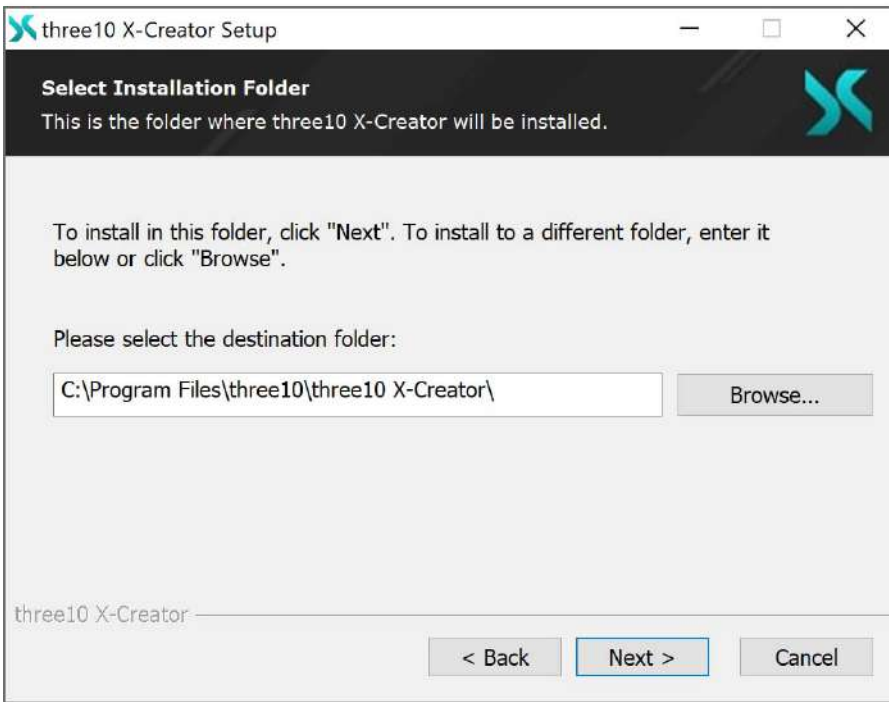 three10 X-Creator Setup
Select Installation Folder
This is the folder where three10 X-Creator will be installed.
To install in this folder, click "Next". To install to a different folder, enter it
below or click "Browse".
Please select the destination folder:
C:\Program Files\three10\three10 X-Creator\
Browse...
three10 X-Creator
< Back
Next >
Cancel